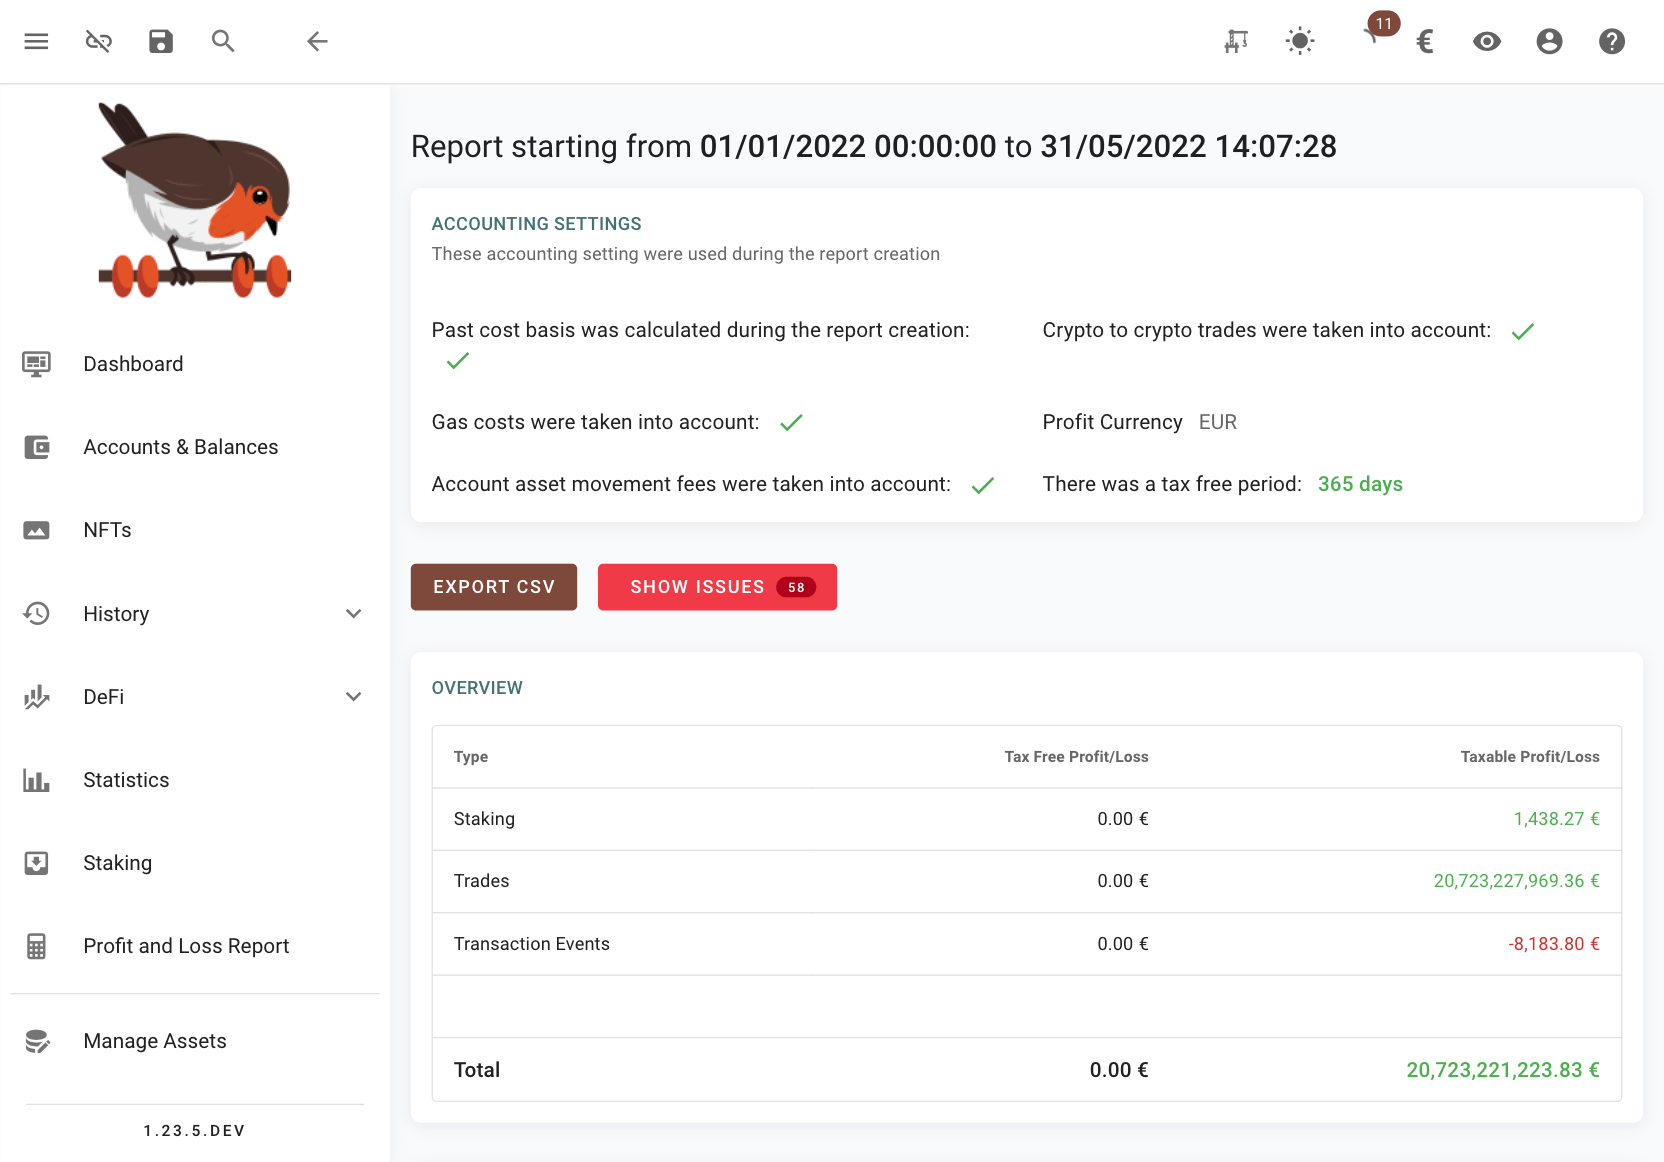 11
€
Report starting from 01/01/2022 00:00:00 to 31/05/2022 14:07:28
ACCOUNTING SETTINGS
These accounting setting were used during the report creation
Past cost basis was calculated during the report creation:
Crypto to crypto trades were taken into account:
Gas costs were taken into account:
Profit Currency EUR
Account asset movement fees were taken into account:
There was a tax free period: 365 days
EXPORT CSV
SHOW ISSUES 58
OVERVIEW
Type Tax Free Profit/Loss Taxable Profit/Loss
Staking 0.00 € 1,438.27 €
Trades 0.00 € 20,723,227,969.36 €
Transaction Events 0.00 € -8,183.80 €
Total 0.00 € 20,723,221,223.83 €
Dashboard
Accounts & Balances
NFTs
History
DeFi
Statistics
Staking
Profit and Loss Report
Manage Assets
1.23.5.DEV